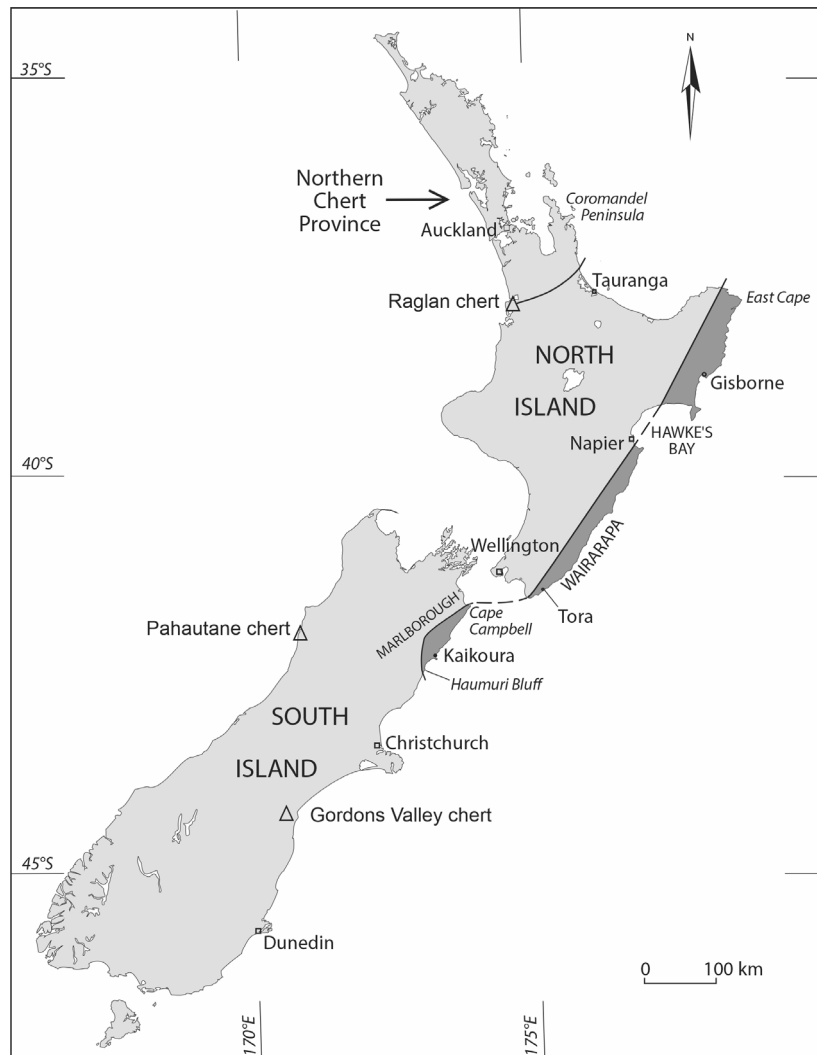 N
35°S
Northern
Chert
Province
Coromandel
Peninsula
Auckland
Tauranga
Raglan chert
East Cape
NORTH
ISLAND
Gisborne
Napier
HAWKE'S
BAY
40°S
Wellington
WAIRARAPA
MARLBOROUGH
Cape
Campbell
Tora
Pahautane chert
Kaikoura
Haumuri Bluff
SOUTH
ISLAND
Christchurch
Gordons Valley chert
45°S
Dunedin
0 100 km
170°E
175°E